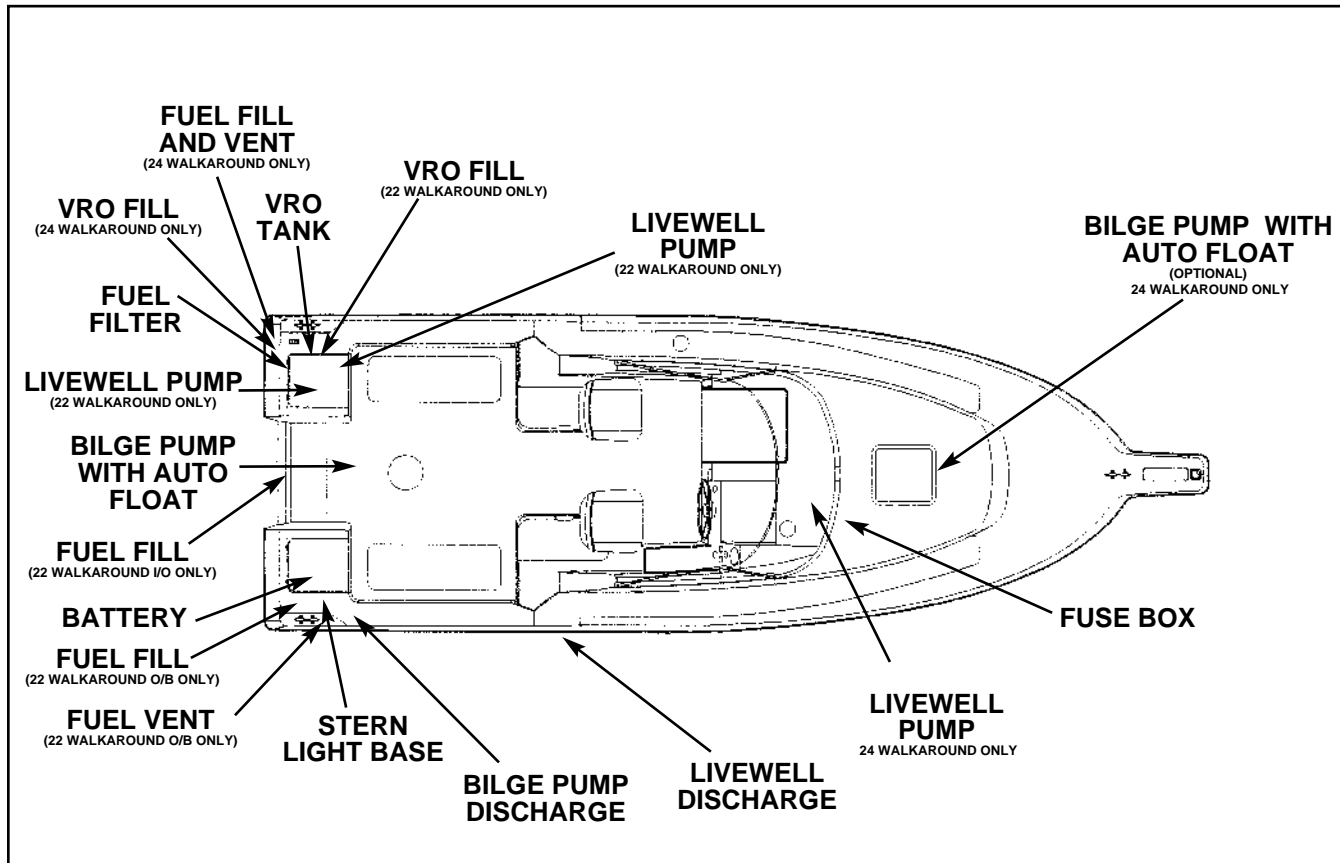 FUEL FILL
AND VENT
(24 WALKAROUND ONLY)
VRO FILL
(22 WALKAROUND ONLY)
VRO FILL
(24 WALKAROUND ONLY)
VRO
TANK
LIVEWELL
PUMP
(22 WALKAROUND ONLY)
BILGE PUMP WITH
AUTO FLOAT
(OPTIONAL)
24 WALKAROUND ONLY
FUEL
FILTER
LIVEWELL PUMP
(22 WALKAROUND ONLY)
BILGE PUMP
WITH AUTO
FLOAT
FUEL FILL
(22 WALKAROUND I/O ONLY)
BATTERY
FUSE BOX
FUEL FILL
(22 WALKAROUND O/B ONLY)
FUEL VENT
(22 WALKAROUND O/B ONLY)
STERN
LIGHT BASE
LIVEWELL
PUMP
24 WALKAROUND ONLY
BILGE PUMP
DISCHARGE
LIVEWELL
DISCHARGE